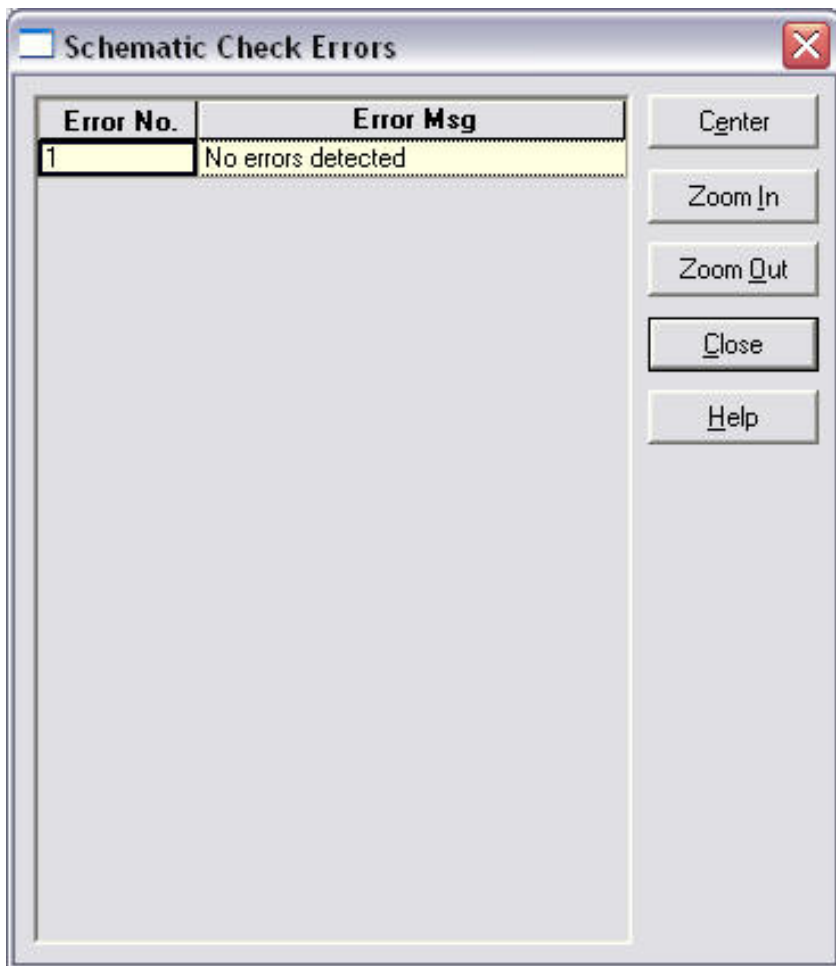 Schematic Check Errors
Error No. Error Msg
1 No errors detected
Center
Zoom In
Zoom Out
Close
Help